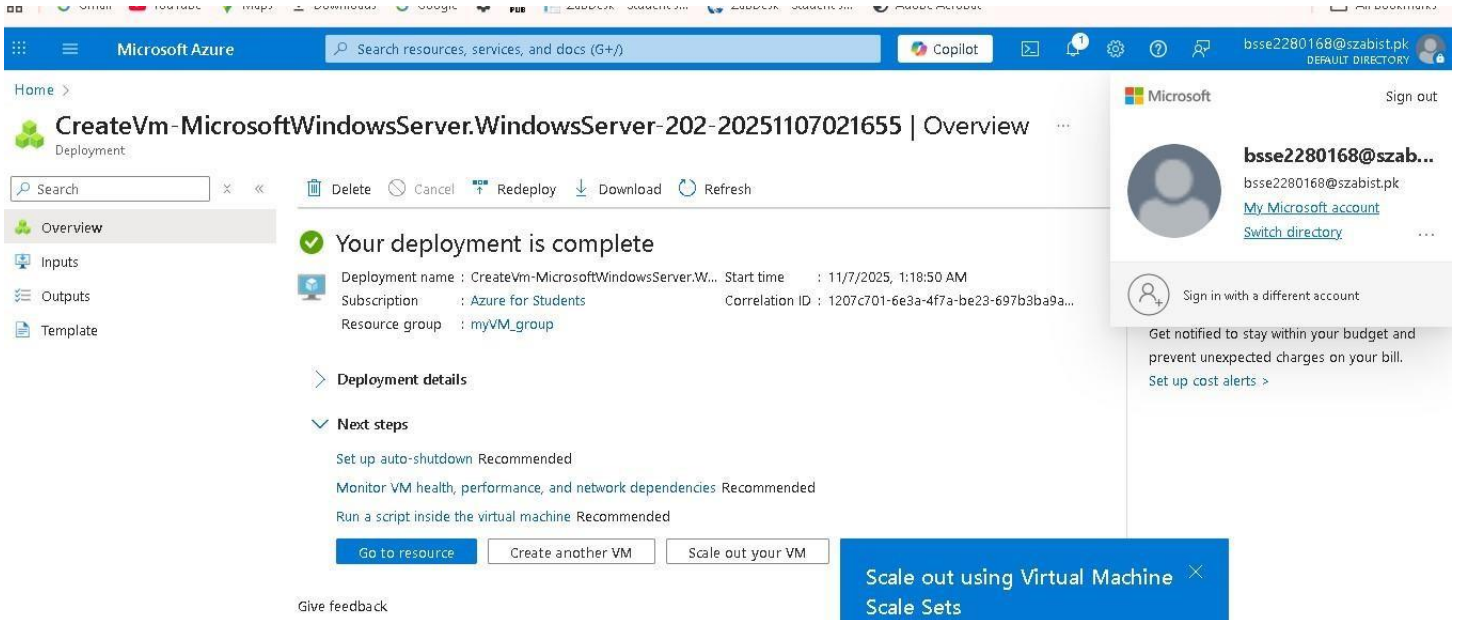 Microsoft Azure
Search resources, services, and docs (G+/)
Copilot
1
bsse2280168@szabist.pk
DEFAULT DIRECTORY
Home >
CreateVm-MicrosoftWindowsServer.WindowsServer-202-20251107021655 | Overview ...
Deployment
Microsoft
Sign out
bsse2280168@szab...
bsse2280168@szabist.pk
My Microsoft account
Switch directory
...
Sign in with a different account
Search
Overview
Inputs
Outputs
Template
Delete Cancel Redeploy Download Refresh
Your deployment is complete
Deployment name : CreateVm-MicrosoftWindowsServer.W... Start time : 11/7/2025, 1:18:50 AM
Subscription : Azure for Students Correlation ID : 1207c701-6e3a-4f7a-be23-697b3ba9a...
Resource group : myVM_group
Get notified to stay within your budget and
prevent unexpected charges on your bill.
Set up cost alerts >
Deployment details
Next steps
Set up auto-shutdown Recommended
Monitor VM health, performance, and network dependencies Recommended
Run a script inside the virtual machine Recommended
Go to resource Create another VM Scale out your VM
Scale out using Virtual Machine
Scale Sets
Give feedback